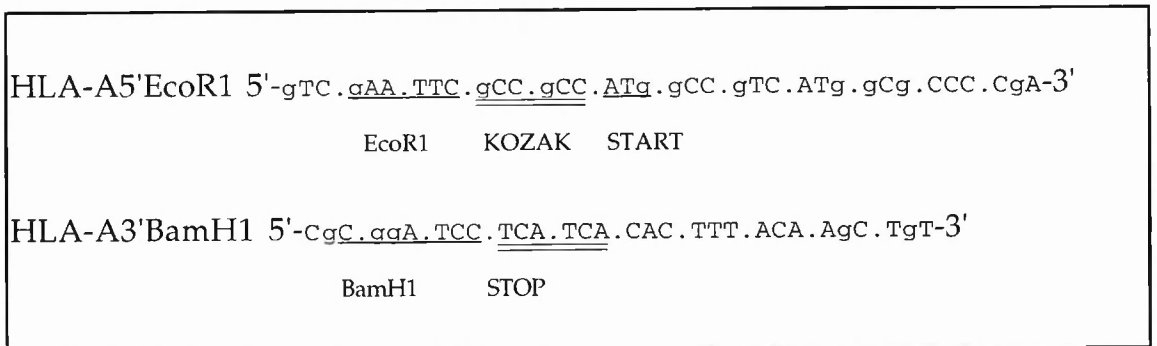 HLA-A5'EcoR1 5'-gTC.gAA.TTC.gCC.gCC.ATg.gCC.gTC.ATg.gCg.CCC.CgA-3'
EcoR1 KOZAK START
HLA-A3'BamH1 5'-CgC.ggA.TCC.TCA.TCA.CAC.TTT.ACA.AgC.TgT-3'
BamH1 STOP